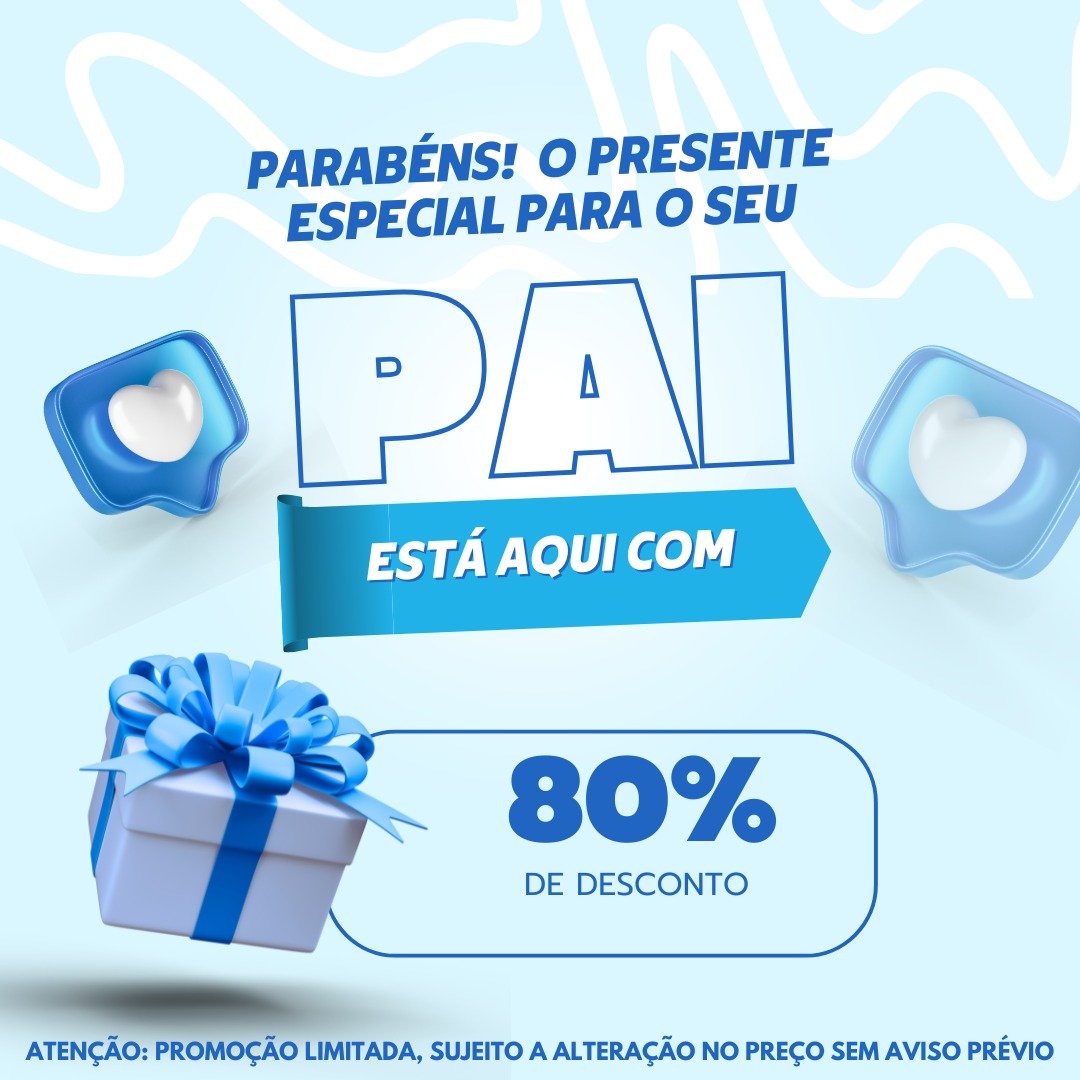 PARABÉNS! O PRESENTE
ESPECIAL PARA O SEU
PAI
ESTÁ AQUI COM
80%
DE DESCONTO
ATENÇÃO: PROMOÇÃO LIMITADA, SUJEITO A ALTERAÇÃO NO PREÇO SEM AVISO PRÉVIO